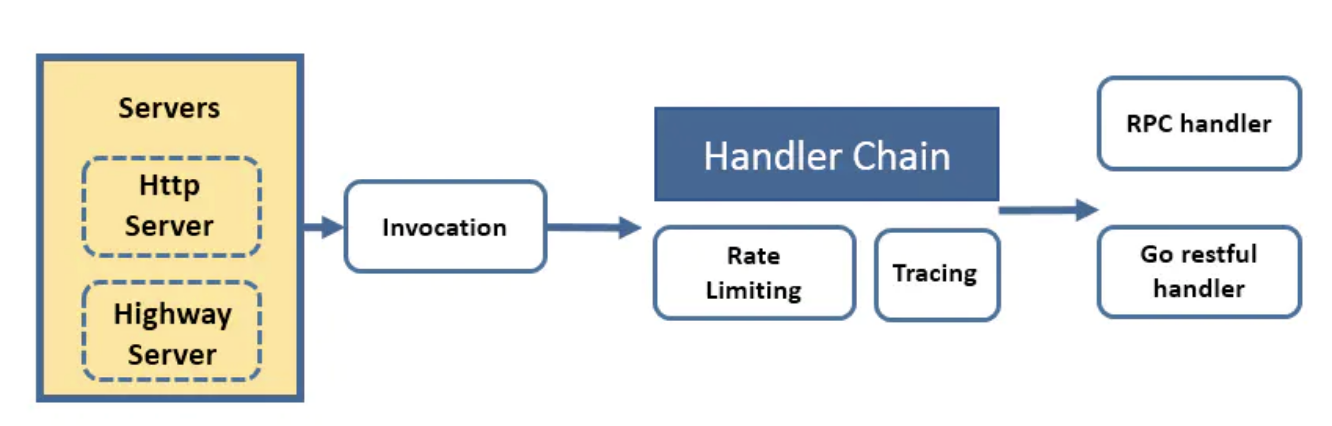 Servers
Http
Server
Highway
Server
Invocation
Handler Chain
Rate
Limiting
Tracing
RPC handler
Go restful
handler